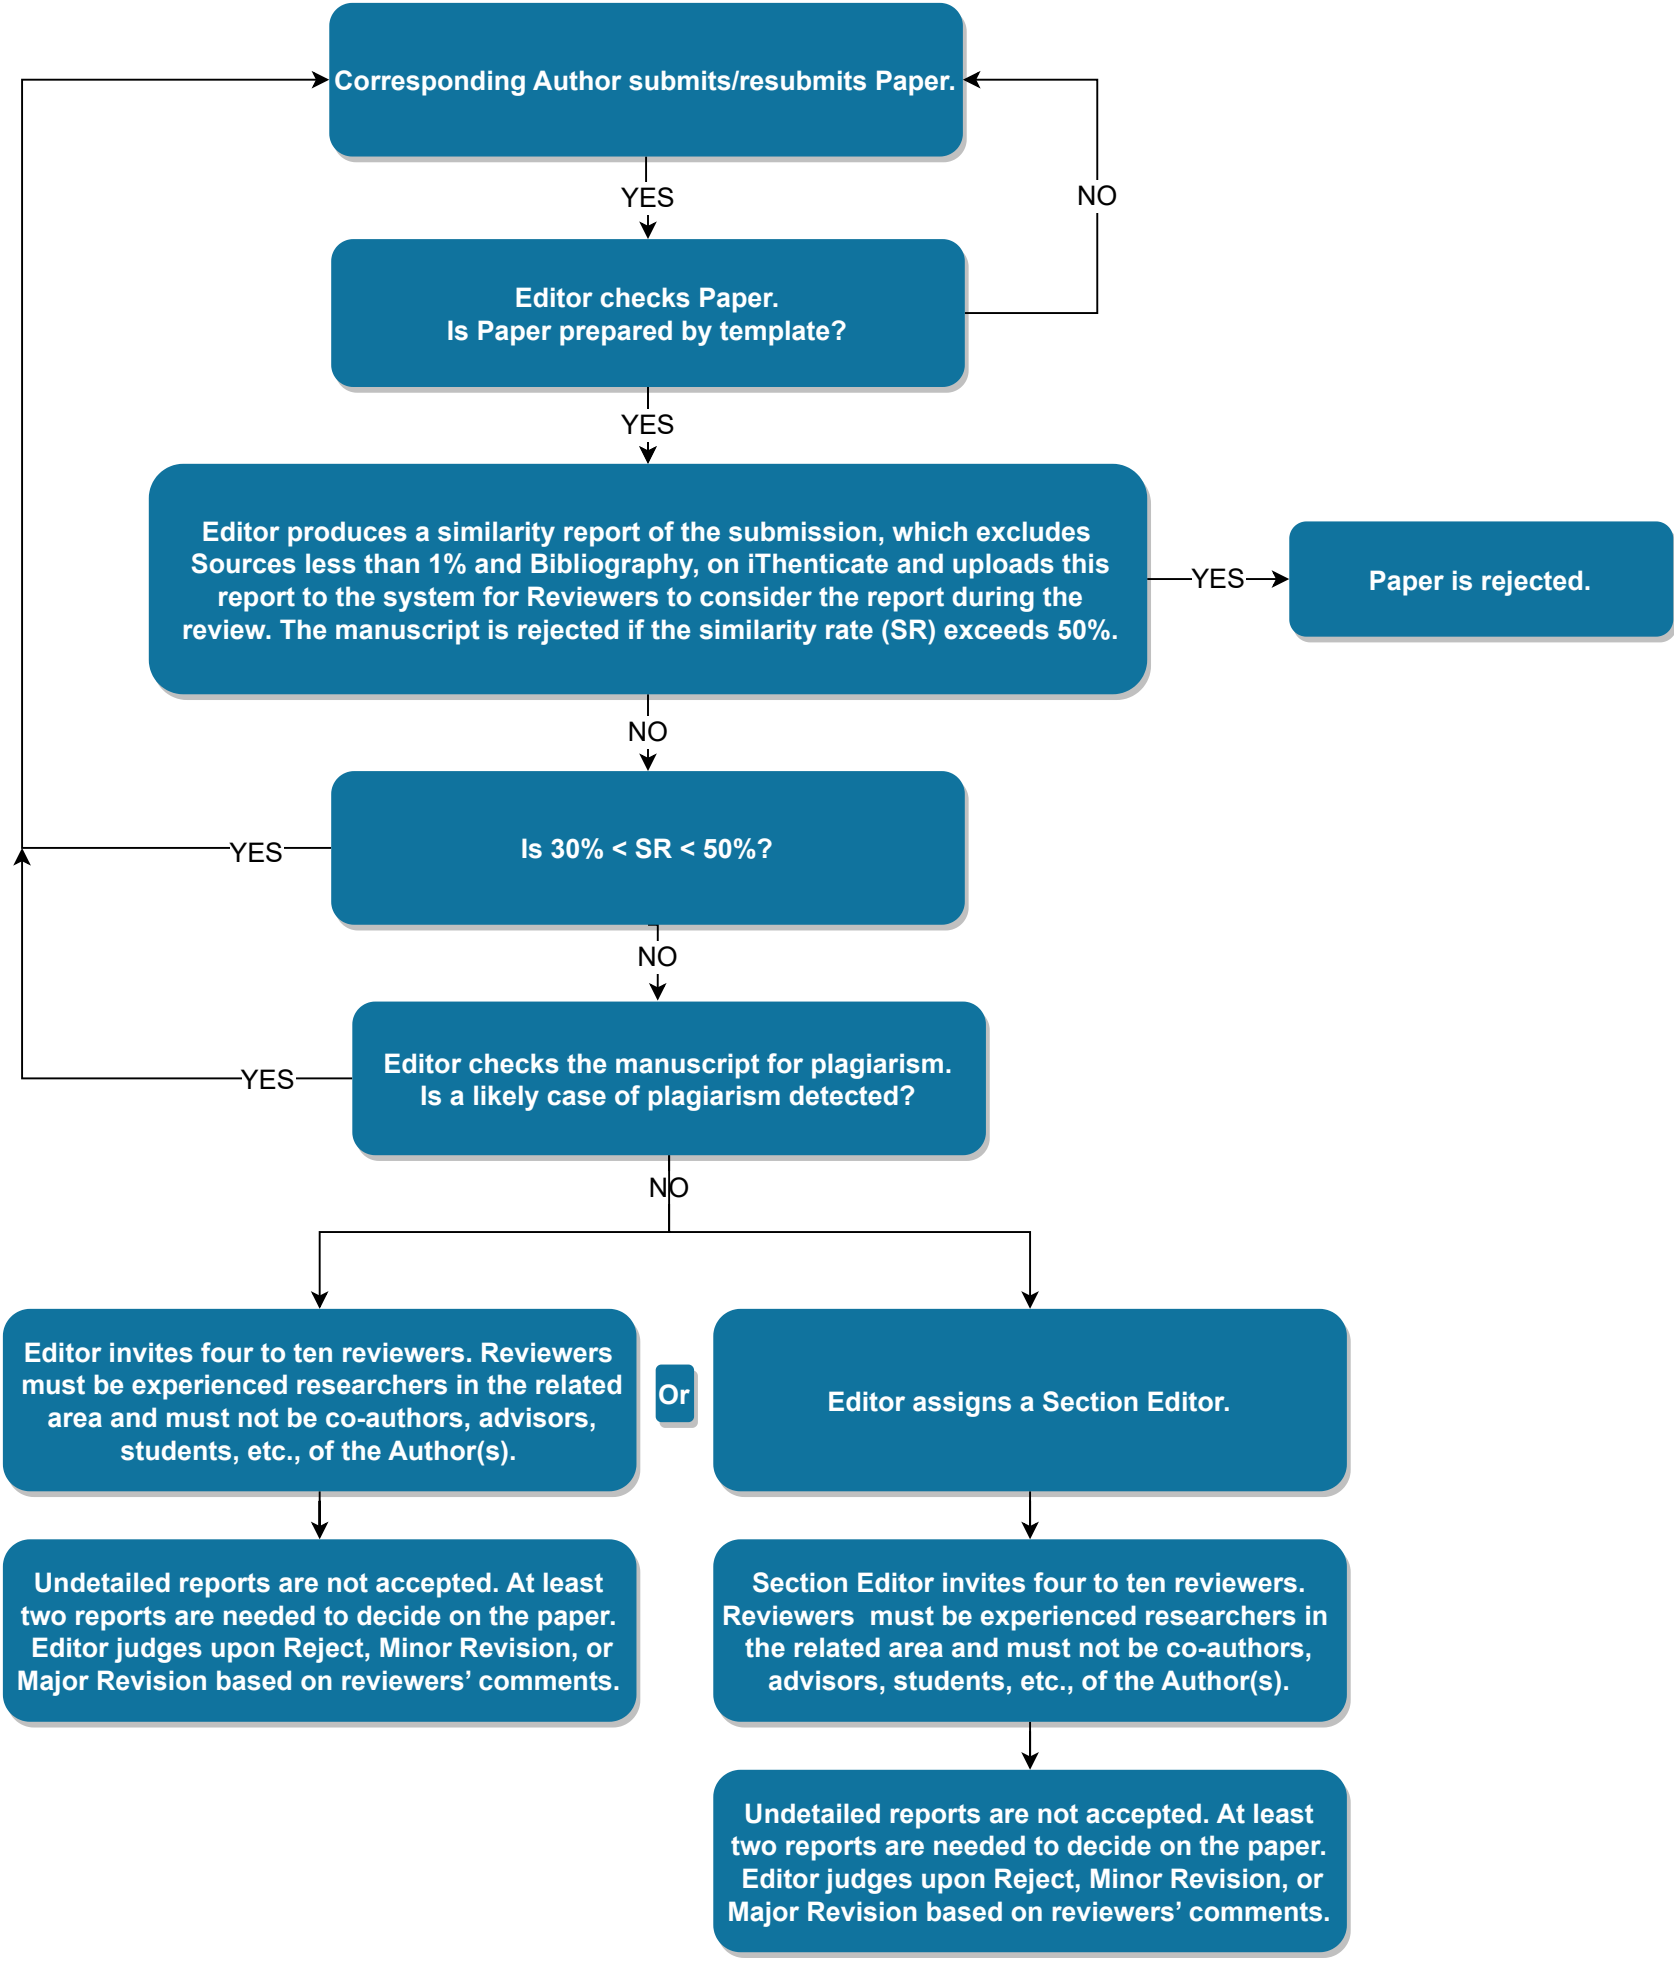 Corresponding Author submits/resubmits Paper.
YES
NO
Editor checks Paper.
Is Paper prepared by template?
YES
Editor produces a similarity report of the submission, which excludes
Sources less than 1% and Bibliography, on iThenticate and uploads this
report to the system for Reviewers to consider the report during the
review. The manuscript is rejected if the similarity rate (SR) exceeds 50%.
YES
Paper is rejected.
NO
Is 30% < SR < 50%?
YES
NO
Editor checks the manuscript for plagiarism.
Is a likely case of plagiarism detected?
YES
NO
Editor invites four to ten reviewers. Reviewers
must be experienced researchers in the related
area and must not be co-authors, advisors,
students, etc., of the Author(s).
Or
Editor assigns a Section Editor.
Undetailed reports are not accepted. At least
two reports are needed to decide on the paper.
Editor judges upon Reject, Minor Revision, or
Major Revision based on reviewers’ comments.
Section Editor invites four to ten reviewers.
Reviewers  must be experienced researchers in
the related area and must not be co-authors,
advisors, students, etc., of the Author(s).
Undetailed reports are not accepted. At least
two reports are needed to decide on the paper.
Editor judges upon Reject, Minor Revision, or
Major Revision based on reviewers’ comments.